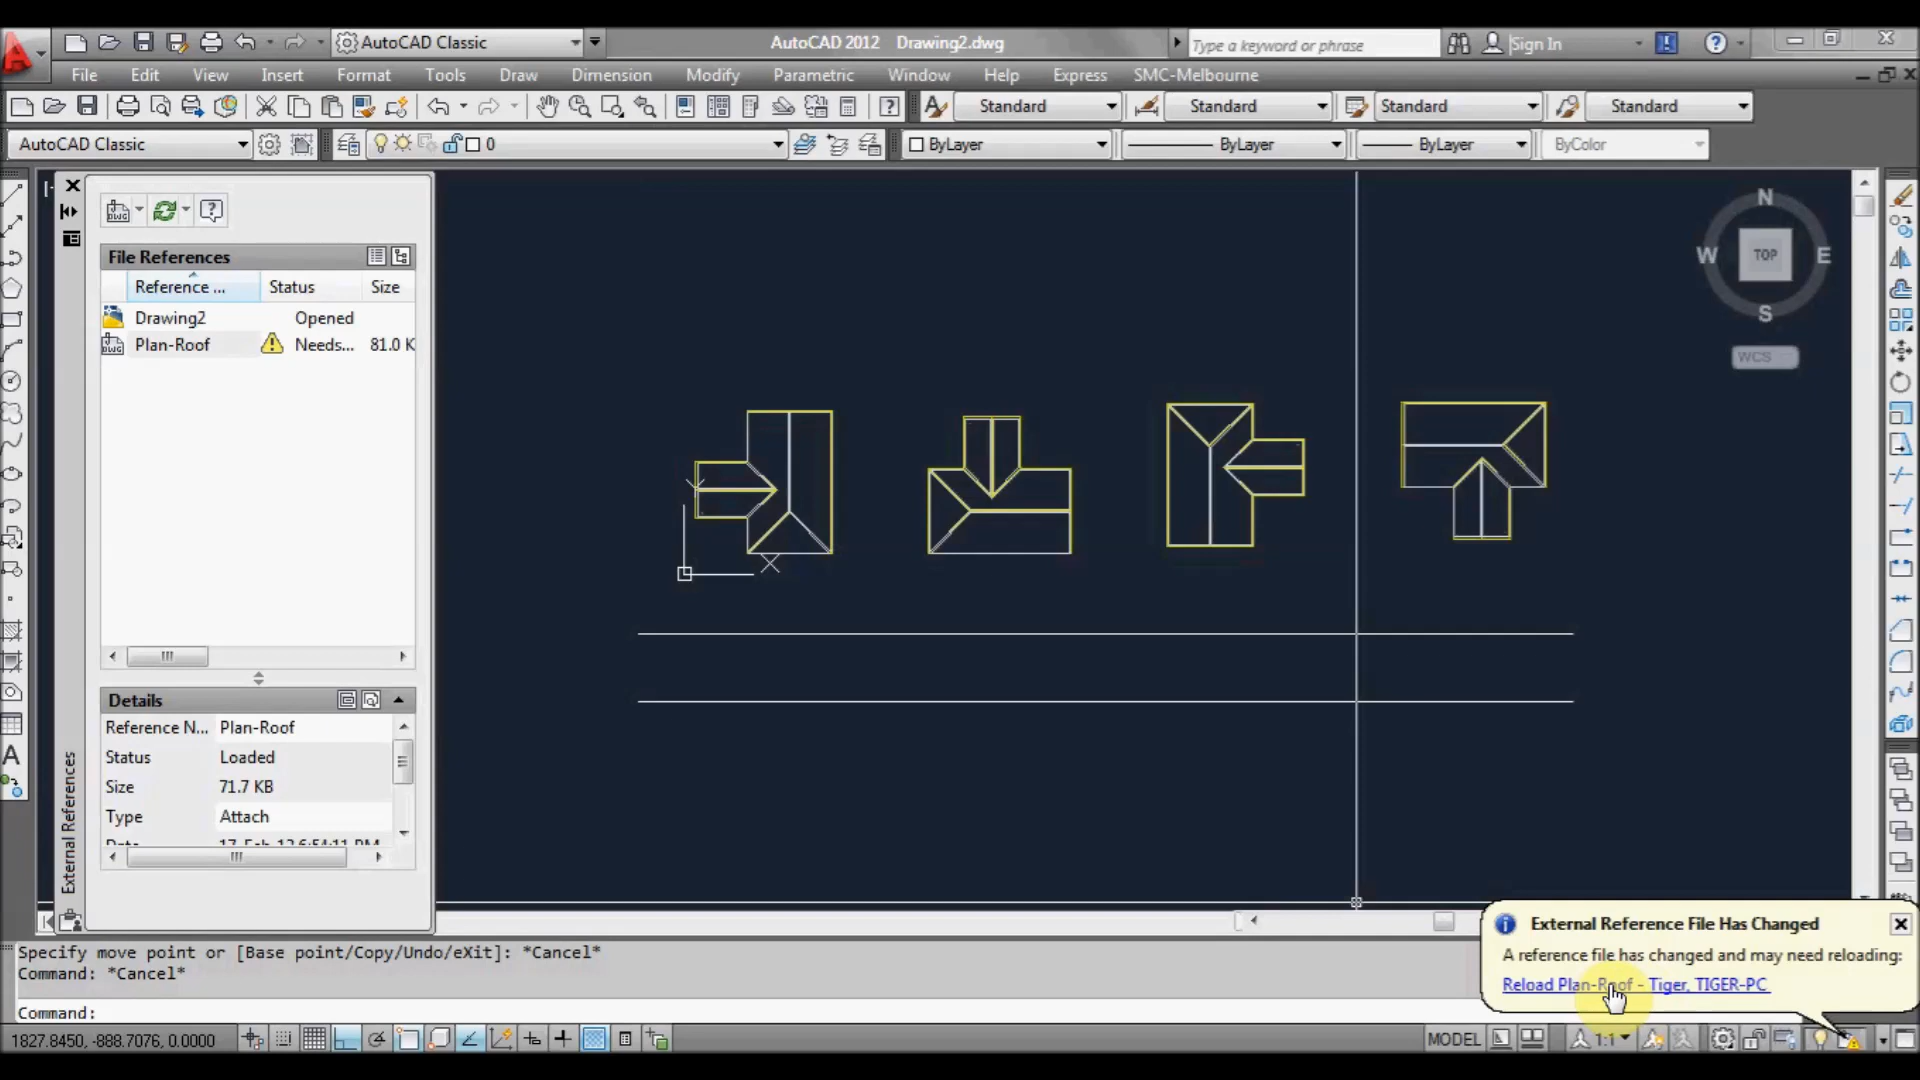 AutoCAD Classic
AutoCAD 2012 Drawing2.dwg
Type a keyword or phrase
Sign In
File Edit View Insert Format Tools Draw Dimension Modify Parametric Window Help Express SMC-Melbourne
Standard Standard Standard Standard
AutoCAD Classic 0 ByLayer ByLayer ByLayer ByColor
N
W TOP E
S
WCS
File References
Reference ... Status Size
Drawing2 Opened
Plan-Roof Needs... 81.0 K
Details
Reference N... Plan-Roof
Status Loaded
Size 71.7 KB
Type Attach
External References
Specify move point or [Base point/Copy/Undo/eXit]: *Cancel*
Command: *Cancel*
Command:
External Reference File Has Changed
A reference file has changed and may need reloading:
Reload Plan-Roof - Tiger, TIGER-PC
1827.8450, -888.7076, 0.0000 MODEL 1:1